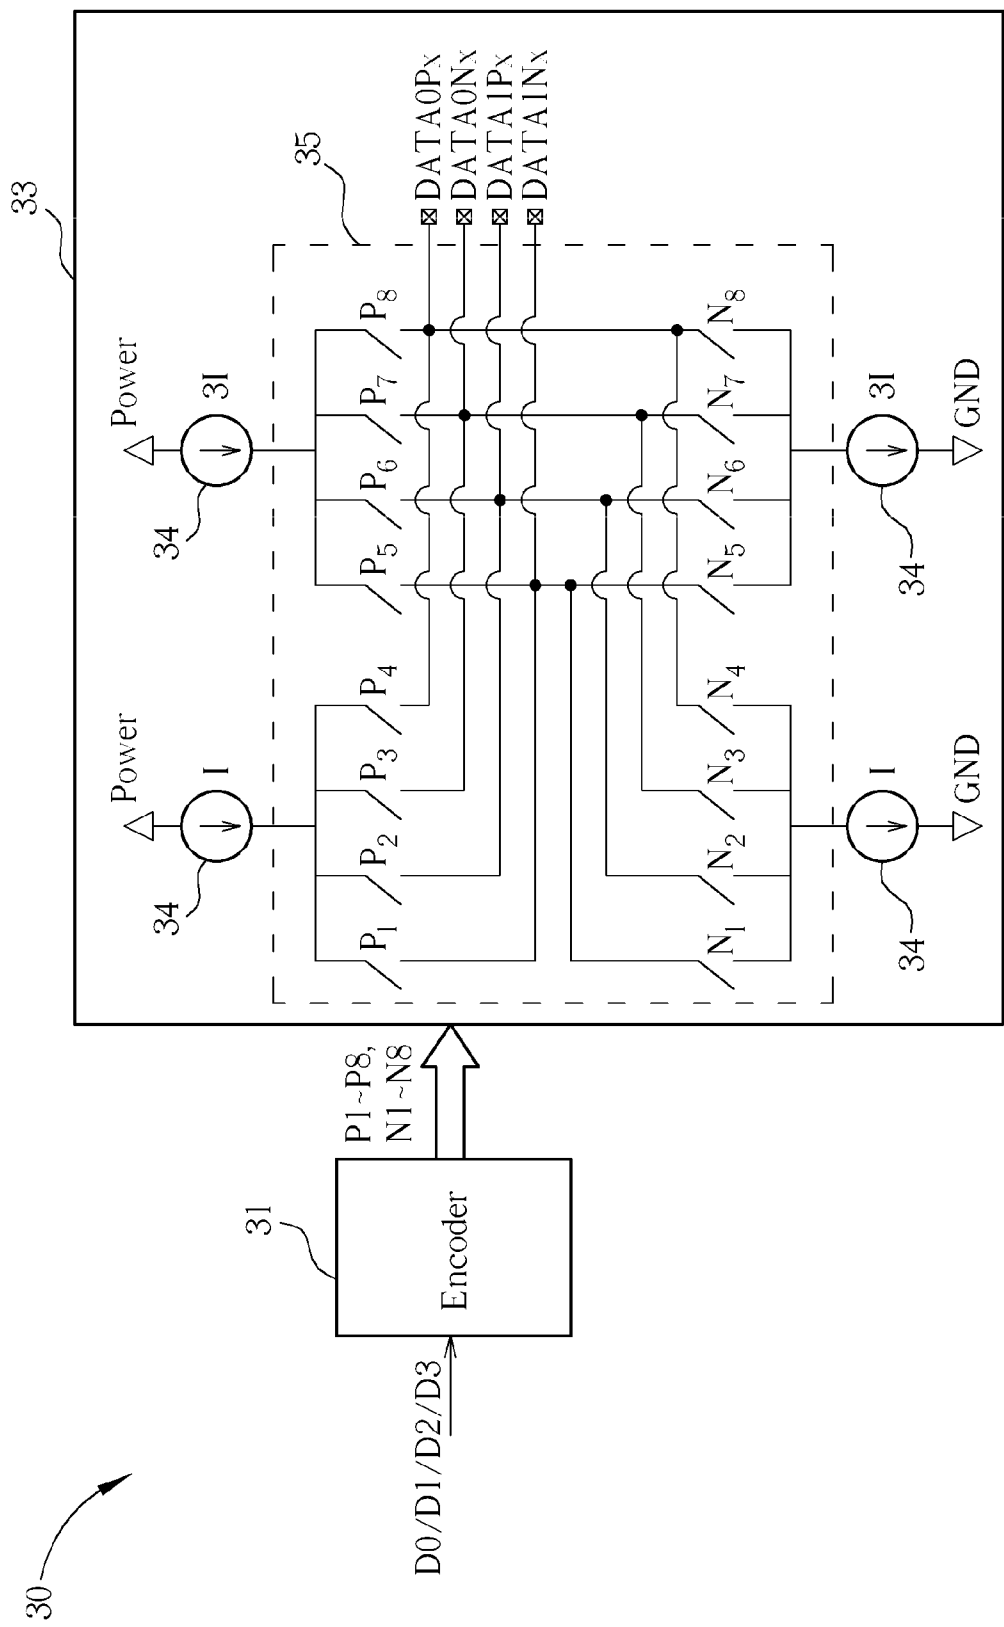 30
D0/D1/D2/D3
31
Encoder
P1~P8,
N1~N8
33
Power
Power
34
I
34
3I
35
P1
P2
P3
P4
P5
P6
P7
P8
DATA0Px
DATA0Nx
DATA1Px
DATA1Nx
N1
N2
N3
N4
N5
N6
N7
N8
34
I
34
3I
GND
GND